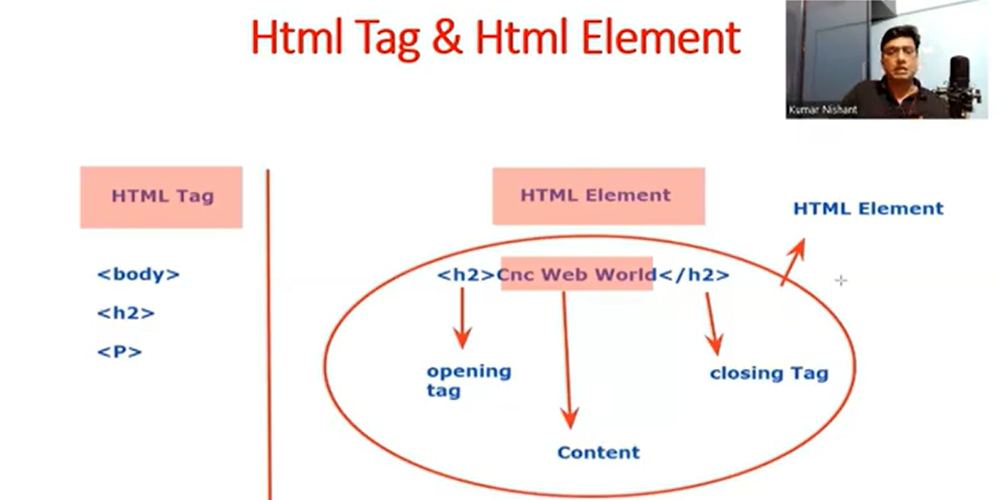 Html Tag & Html Element
Kumar Nishant
HTML Tag
HTML Element
HTML Element
<body>
<h2>Cnc Web World</h2>
<h2>
<P>
opening
tag
closing Tag
Content